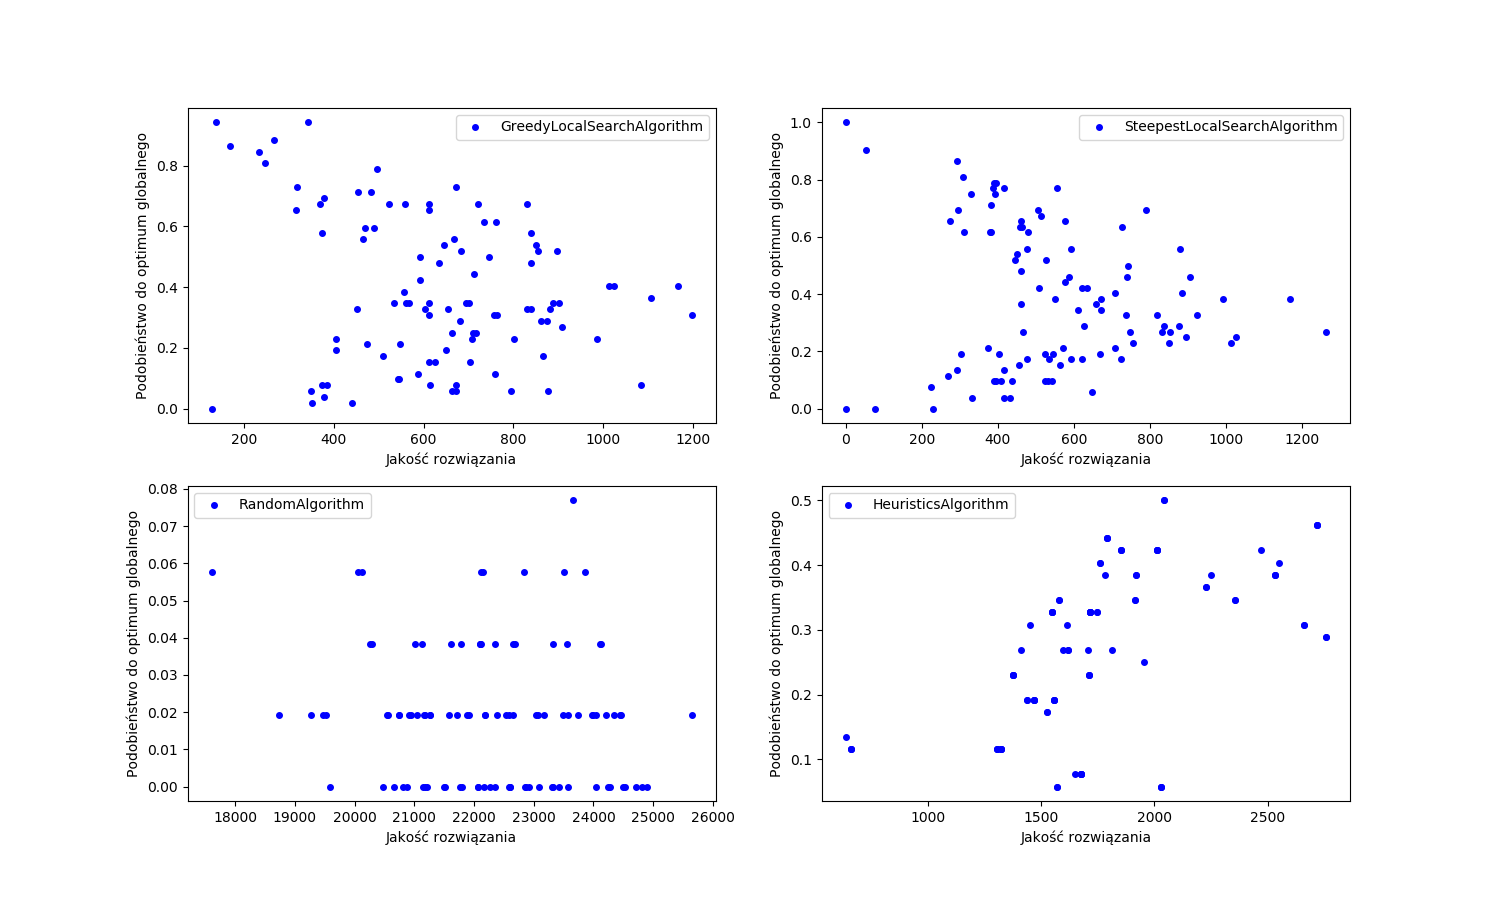 GreedyLocalSearchAlgorithm
Podobieństwo do optimum globalnego
0.8
0.6
0.4
0.2
0.0
200 400 600 800 1000 1200
Jakość rozwiązania
SteepestLocalSearchAlgorithm
Podobieństwo do optimum globalnego
1.0
0.8
0.6
0.4
0.2
0.0
0 200 400 600 800 1000 1200
Jakość rozwiązania
RandomAlgorithm
Podobieństwo do optimum globalnego
0.08
0.07
0.06
0.05
0.04
0.03
0.02
0.01
0.00
18000 19000 20000 21000 22000 23000 24000 25000 26000
Jakość rozwiązania
HeuristicsAlgorithm
Podobieństwo do optimum globalnego
0.5
0.4
0.3
0.2
0.1
1000 1500 2000 2500
Jakość rozwiązania